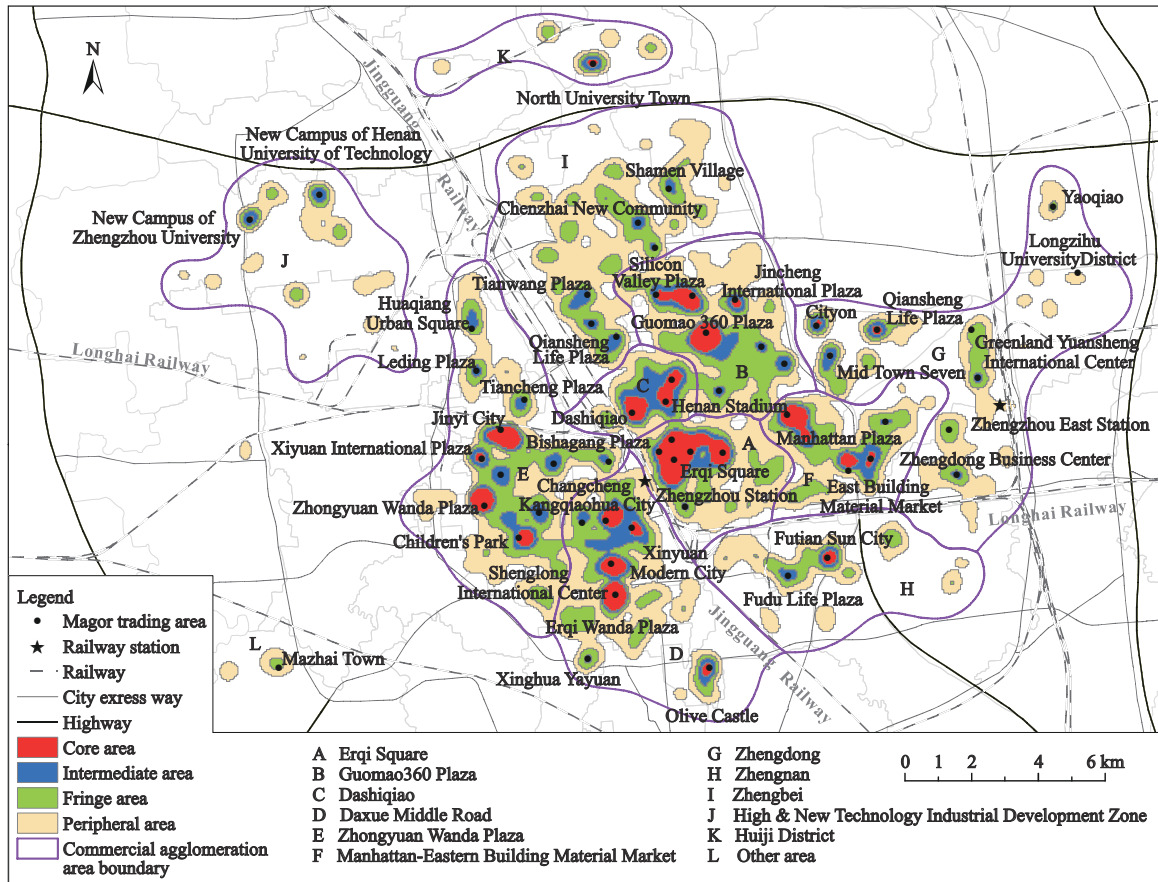 N
K
Jingguang
Railway
North University Town
New Campus of Henan
University of Technology
I
Shamen Village
Yaoqiao
New Campus of
Zhengzhou University
Chenzhai New Community
Longzihu
UniversityDistrict
J
Silicon
Valley Plaza
Tianwang Plaza
Jincheng
International Plaza
Huaqiang
Urban Square
Qiansheng
Life Plaza
Cityon
Guomao 360 Plaza
Qiansheng
Life Plaza
Greenland Yuansheng
International Center
Longhai Railway
Leding Plaza
G
Mid Town Seven
B
Tiancheng Plaza
C
Henan Stadium
Dashiqiao
Jinyi City
Zhengzhou East Station
Manhattan Plaza
Xiyuan International Plaza
Bishagang Plaza
A
Zhengdong Business Center
Erqi Square
E
Changcheng
Kangqiaohua City
Zhengzhou Station
F
East Building
Material Market
Zhongyuan Wanda Plaza
Longhai Railway
Children's Park
Futian Sun City
Xinyuan
Modern City
Shenglong
International Center
H
Fudu Life Plaza
Erqi Wanda Plaza
Jingguang
Railway
L
Mazhai Town
D
Xinghua Yayuan
Olive Castle
Legend
Magor trading area
Railway station
Railway
City exress way
Highway
Core area
Intermediate area
Fringe area
Peripheral area
Commercial agglomeration
area boundary
A Erqi Square
B Guomao360 Plaza
C Dashiqiao
D Daxue Middle Road
E Zhongyuan Wanda Plaza
F Manhattan-Eastern Building Material Market
G Zhengdong
H Zhengnan
I Zhengbei
J High & New Technology Industrial Development Zone
K Huiji District
L Other area
0 1 2 4 6 km